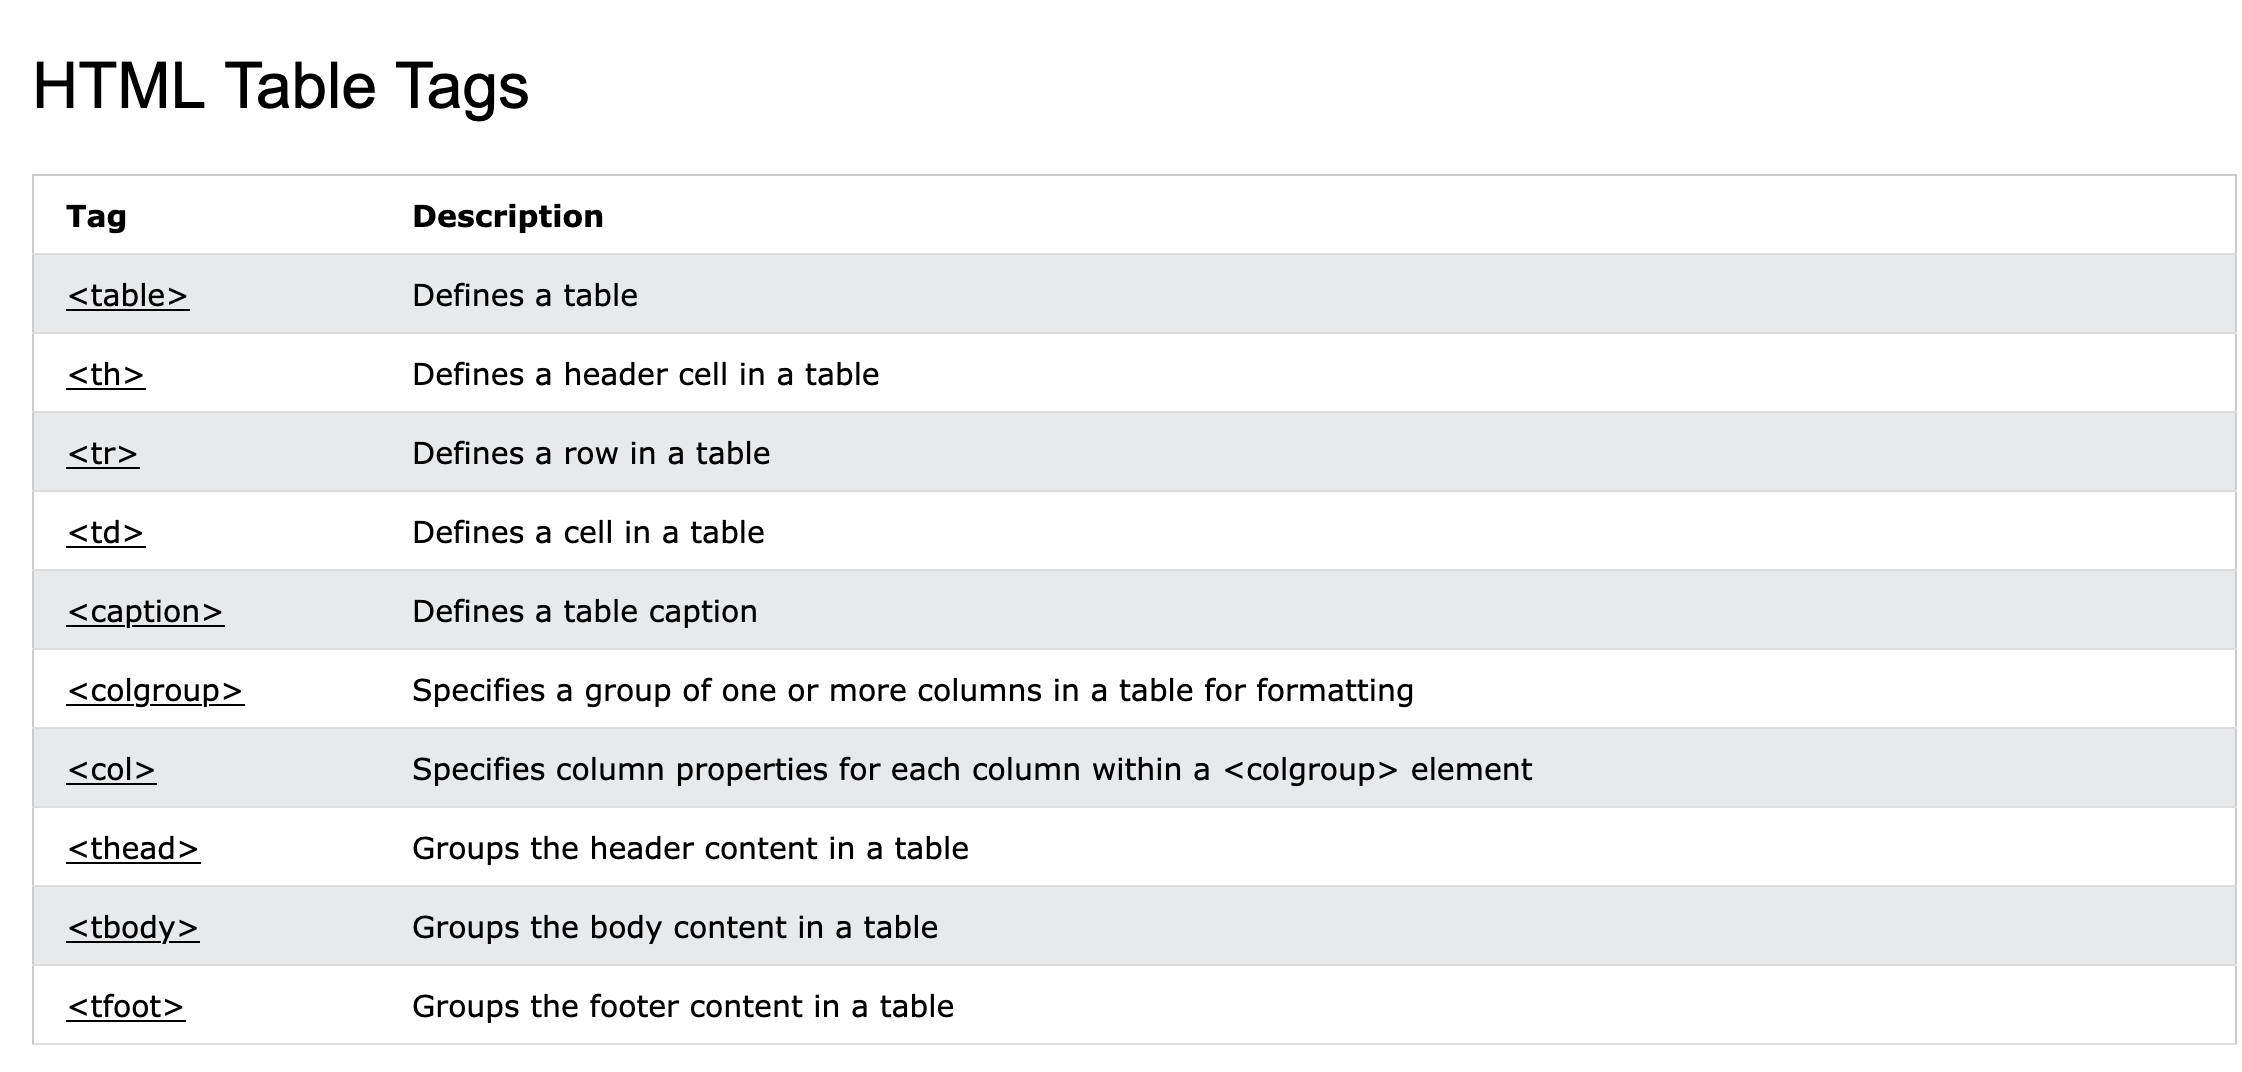 HTML Table Tags
Tag Description
<table> Defines a table
<th> Defines a header cell in a table
<tr> Defines a row in a table
<td> Defines a cell in a table
<caption> Defines a table caption
<colgroup> Specifies a group of one or more columns in a table for formatting
<col> Specifies column properties for each column within a <colgroup> element
<thead> Groups the header content in a table
<tbody> Groups the body content in a table
<tfoot> Groups the footer content in a table